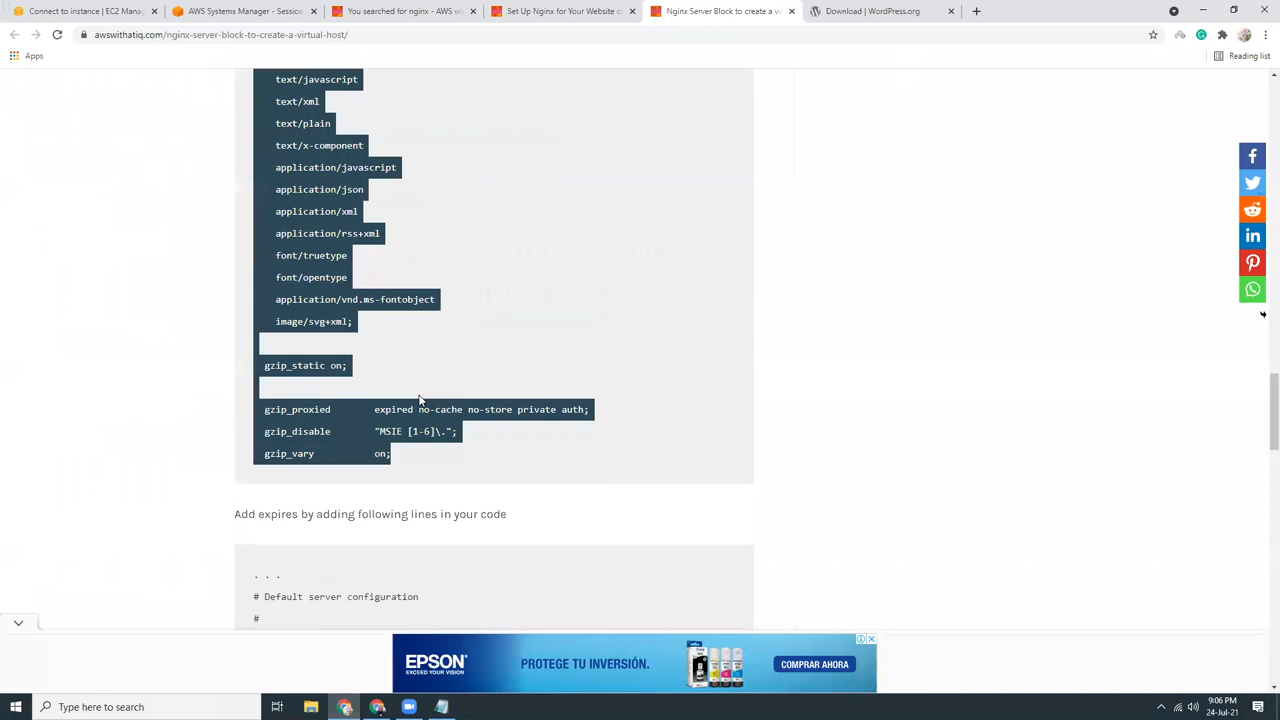 Connect to instance | EC2 Manag
AWS Systems Manager - Session
You searched for nginx - AWS w
Set Up Nginx for Your Website o
Nginx Server Block to create a vi
Download | WordPress.org
awswithatiq.com/nginx-server-block-to-create-a-virtual-host/
Apps
Reading list
text/javascript
text/xml
text/plain
text/x-component
application/javascript
application/json
application/xml
application/rss+xml
font/truetype
font/opentype
application/vnd.ms-fontobject
image/svg+xml;
gzip_static on;
gzip_proxied expired no-cache no-store private auth;
gzip_disable "MSIE [1-6]\.";
gzip_vary on;
Add expires by adding following lines in your code
. . .
# Default server configuration
#
EPSON
EXCEED YOUR VISION
PROTEGE TU INVERSIÓN.
COMPRAR AHORA
Type here to search
9:06 PM
24-Jul-21